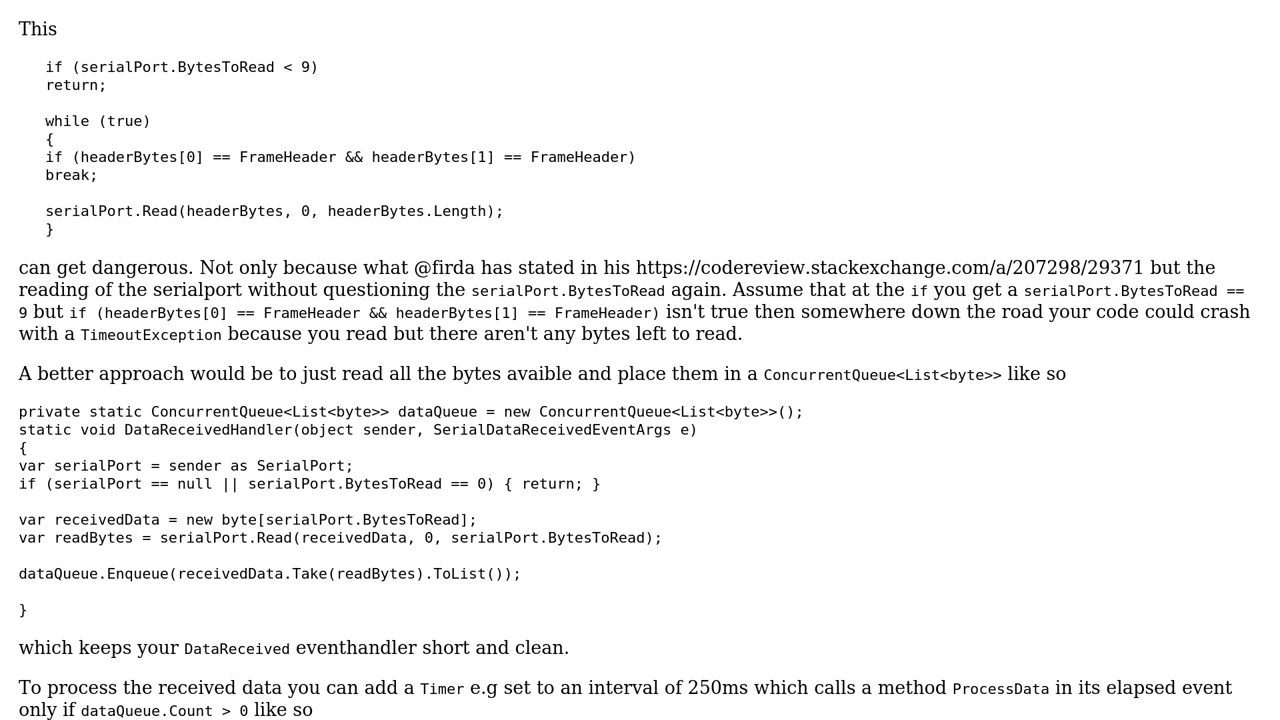 This
if (serialPort.BytesToRead < 9)
return;
while (true)
{
if (headerBytes[0] == FrameHeader && headerBytes[1] == FrameHeader)
break;
serialPort.Read(headerBytes, 0, headerBytes.Length);
}
can get dangerous. Not only because what @firda has stated in his https://codereview.stackexchange.com/a/207298/29371 but the
reading of the serialport without questioning the serialPort.BytesToRead again. Assume that at the if you get a serialPort.BytesToRead ==
9 but if (headerBytes[0] == FrameHeader && headerBytes[1] == FrameHeader) isn't true then somewhere down the road your code could crash
with a TimeoutException because you read but there aren't any bytes left to read.
A better approach would be to just read all the bytes avaible and place them in a ConcurrentQueue<List<byte>> like so
private static ConcurrentQueue<List<byte>> dataQueue = new ConcurrentQueue<List<byte>>();
static void DataReceivedHandler(object sender, SerialDataReceivedEventArgs e)
{
var serialPort = sender as SerialPort;
if (serialPort == null || serialPort.BytesToRead == 0) { return; }
var receivedData = new byte[serialPort.BytesToRead];
var readBytes = serialPort.Read(receivedData, 0, serialPort.BytesToRead);
dataQueue.Enqueue(receivedData.Take(readBytes).ToList());
}
which keeps your DataReceived eventhandler short and clean.
To process the received data you can add a Timer e.g set to an interval of 250ms which calls a method ProcessData in its elapsed event
only if dataQueue.Count > 0 like so